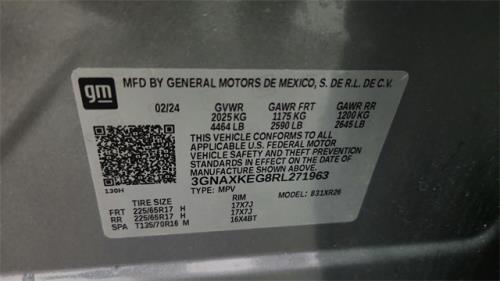 gm
MFD BY GENERAL MOTORS DE MEXICO, S. DE R.L. DE C.V.
02/24 GVWR GAWR FRT GAWR RR
2025 KG 1175 KG 1200 KG
4464 LB 2590 LB 2645 LB
THIS VEHICLE CONFORMS TO ALL
APPLICABLE U.S. FEDERAL MOTOR
VEHICLE SAFETY AND THEFT PREVENTION
STANDARDS IN EFFECT ON THE DATE OF
MANUFACTURE SHOWN ABOVE.
3GNAXKEG8RL271963
130H TYPE: MPV MODEL: 831XR26
TIRE SIZE RIM
FRT 225/65R17 H 17X7J
RR 225/65R17 H 17X7J
SPA T135/70R16 M 16X4BT